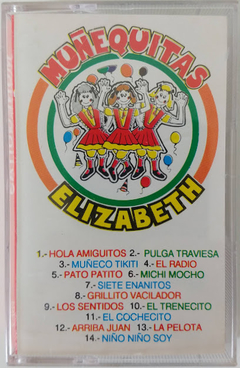 MUÑEQUITAS
ELIZABETH
1.- HOLA AMIGUITOS 2.- PULGA TRAVIESA
3.- MUÑECO TIKITI 4.- EL RADIO
5.- PATO PATITO 6.- MICHI MOCHO
7.- SIETE ENANITOS
8.- GRILLITO VACILADOR
9.- LOS SENTIDOS 10.- EL TRENECITO
11.- EL COCHECITO
12.- ARRIBA JUAN 13.- LA PELOTA
14.- NIÑO NIÑO SOY